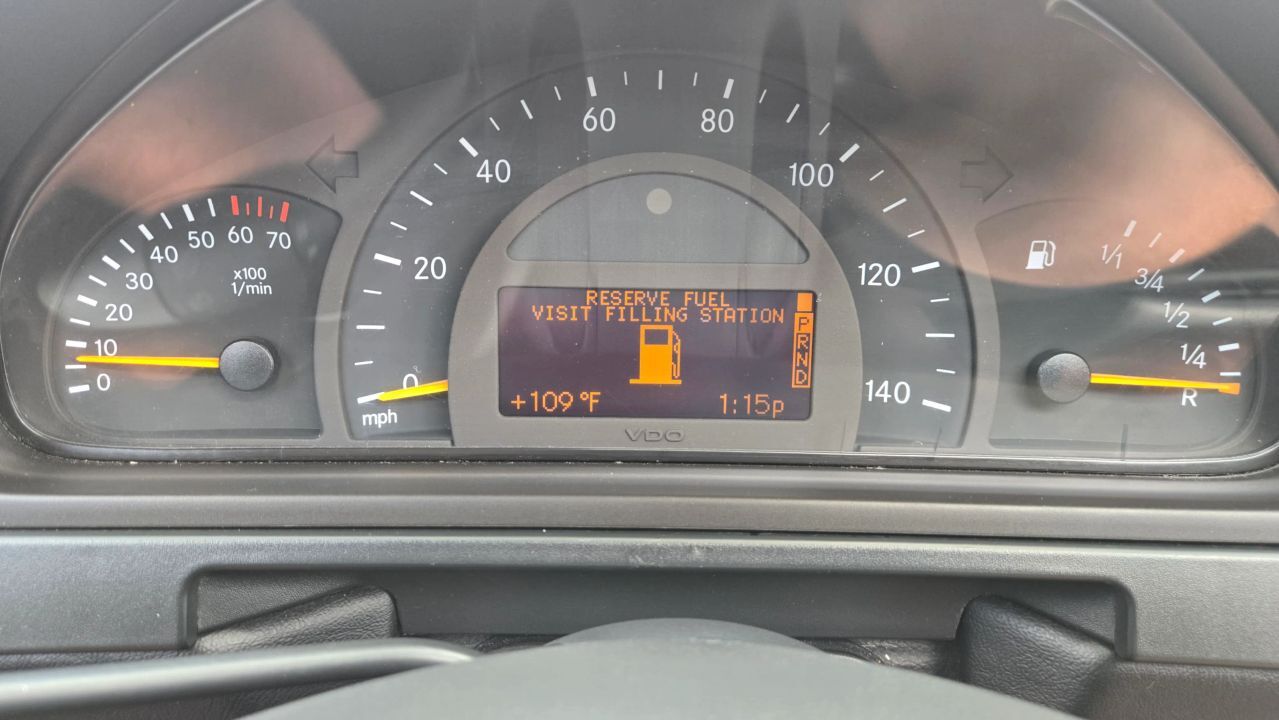 0
10
20
30
40
50
60
70
x100
1/min
0
20
40
60
80
100
120
140
mph
RESERVE FUEL
VISIT FILLING STATION
P
R
N
D
+109 °F
1:15p
VDO
1/1
3/4
1/2
1/4
R